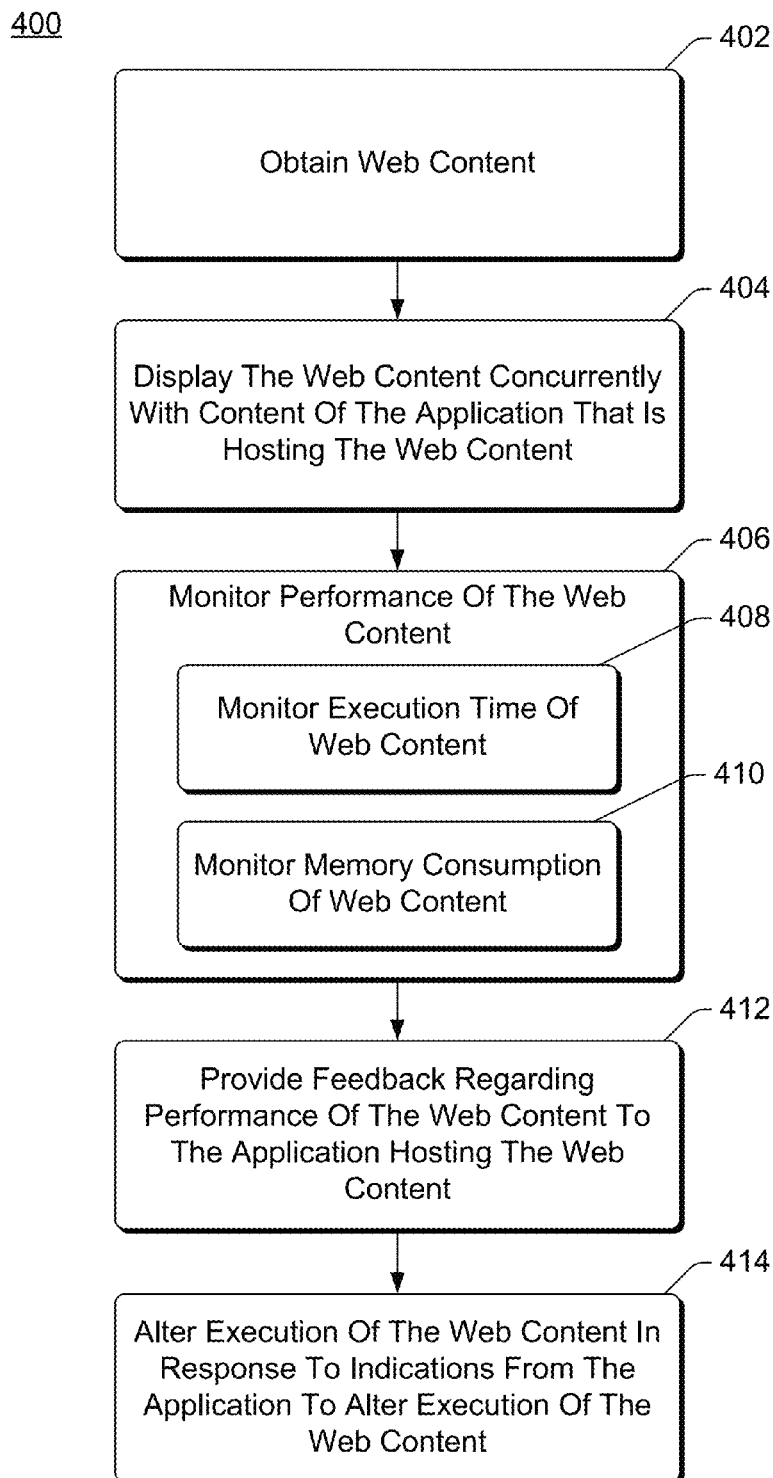 400
402
Obtain Web Content
404
Display The Web Content Concurrently
With Content Of The Application That Is
Hosting The Web Content
406
Monitor Performance Of The Web
Content
408
Monitor Execution Time Of
Web Content
410
Monitor Memory Consumption
Of Web Content
412
Provide Feedback Regarding
Performance Of The Web Content To
The Application Hosting The Web
Content
414
Alter Execution Of The Web Content In
Response To Indications From The
Application To Alter Execution Of The
Web Content